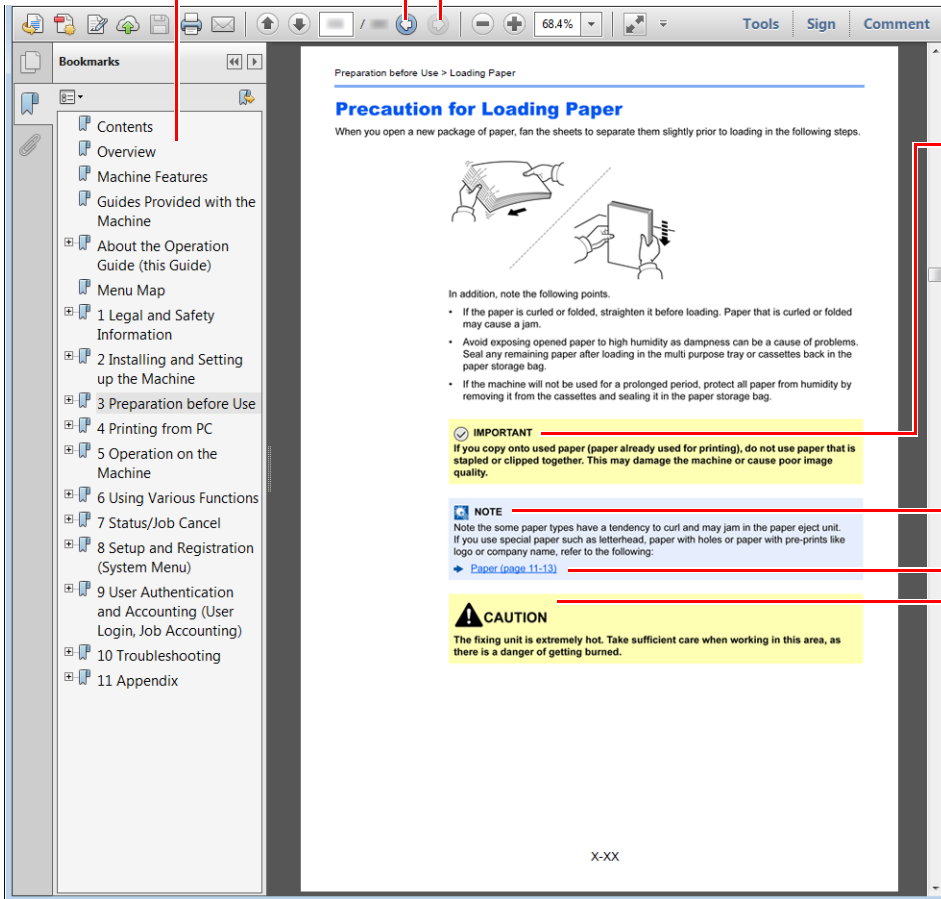 /
68.4%
Tools
Sign
Comment
Bookmarks
Contents
Overview
Machine Features
Guides Provided with the
Machine
About the Operation
Guide (this Guide)
Menu Map
1 Legal and Safety
Information
2 Installing and Setting
up the Machine
3 Preparation before Use
4 Printing from PC
5 Operation on the
Machine
6 Using Various Functions
7 Status/Job Cancel
8 Setup and Registration
(System Menu)
9 User Authentication
and Accounting (User
Login, Job Accounting)
10 Troubleshooting
11 Appendix
Preparation before Use > Loading Paper
Precaution for Loading Paper
When you open a new package of paper, fan the sheets to separate them slightly prior to loading in the following steps.
In addition, note the following points.
• If the paper is curled or folded, straighten it before loading. Paper that is curled or folded
may cause a jam.
• Avoid exposing opened paper to high humidity as dampness can be a cause of problems.
Seal any remaining paper after loading in the multi purpose tray or cassettes back in the
paper storage bag.
• If the machine will not be used for a prolonged period, protect all paper from humidity by
removing it from the cassettes and sealing it in the paper storage bag.
IMPORTANT
If you copy onto used paper (paper already used for printing), do not use paper that is
stapled or clipped together. This may damage the machine or cause poor image
quality.
NOTE
Note the some paper types have a tendency to curl and may jam in the paper eject unit.
If you use special paper such as letterhead, paper with holes or paper with pre-prints like
logo or company name, refer to the following:
Paper (page 11-13)
CAUTION
The fixing unit is extremely hot. Take sufficient care when working in this area, as
there is a danger of getting burned.
X-XX